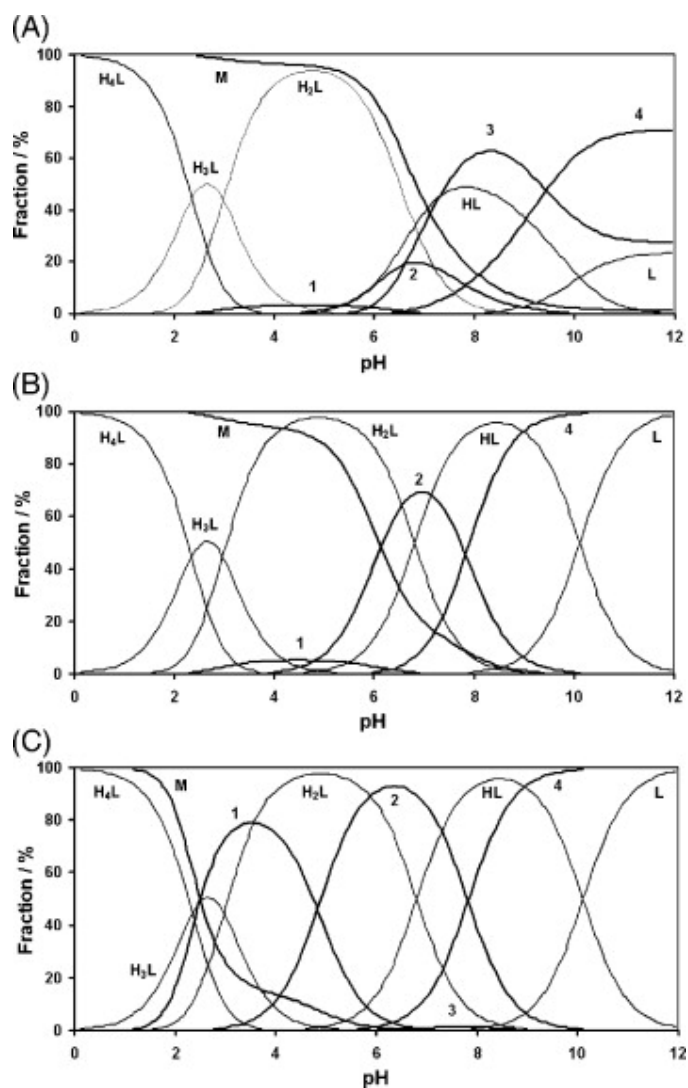 (A)
100
80
60
40
20
0
Fraction / %
H₄L
M
H₂L
H₃L
1
2
3
HL
4
L
0 2 4 6 8 10 12
pH
(B)
100
80
60
40
20
0
Fraction / %
H₄L
M
H₂L
H₃L
1
2
HL
4
L
0 2 4 6 8 10 12
pH
(C)
100
80
60
40
20
0
Fraction / %
H₄L
M
1
H₂L
2
HL
4
L
H₃L
3
0 2 4 6 8 10 12
pH